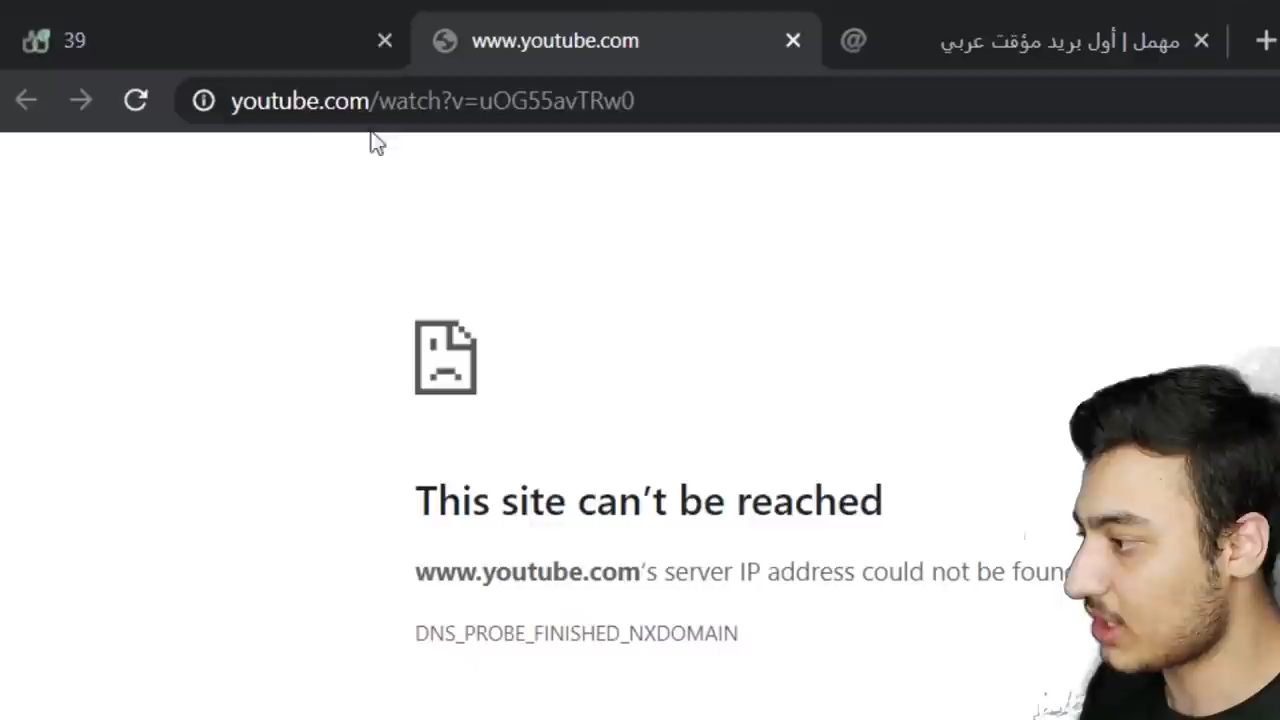 39
www.youtube.com
مهمل | أول بريد مؤقت عربي
youtube.com/watch?v=uOG55avTRw0
This site can’t be reached
www.youtube.com’s server IP address could not be
DNS_PROBE_FINISHED_NXDOMAIN